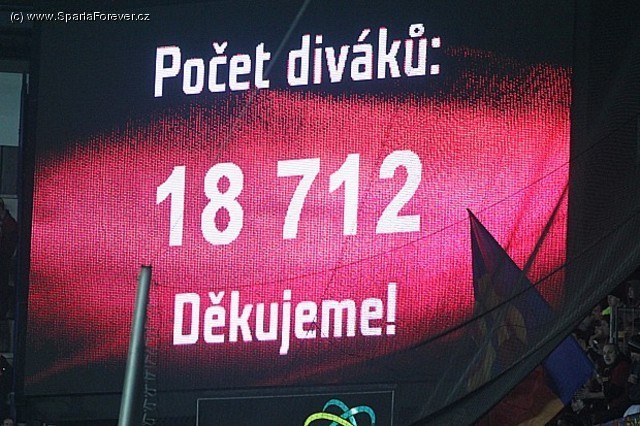 (c) www.SpartaForever.cz
Počet diváků:
18 712
Děkujeme!